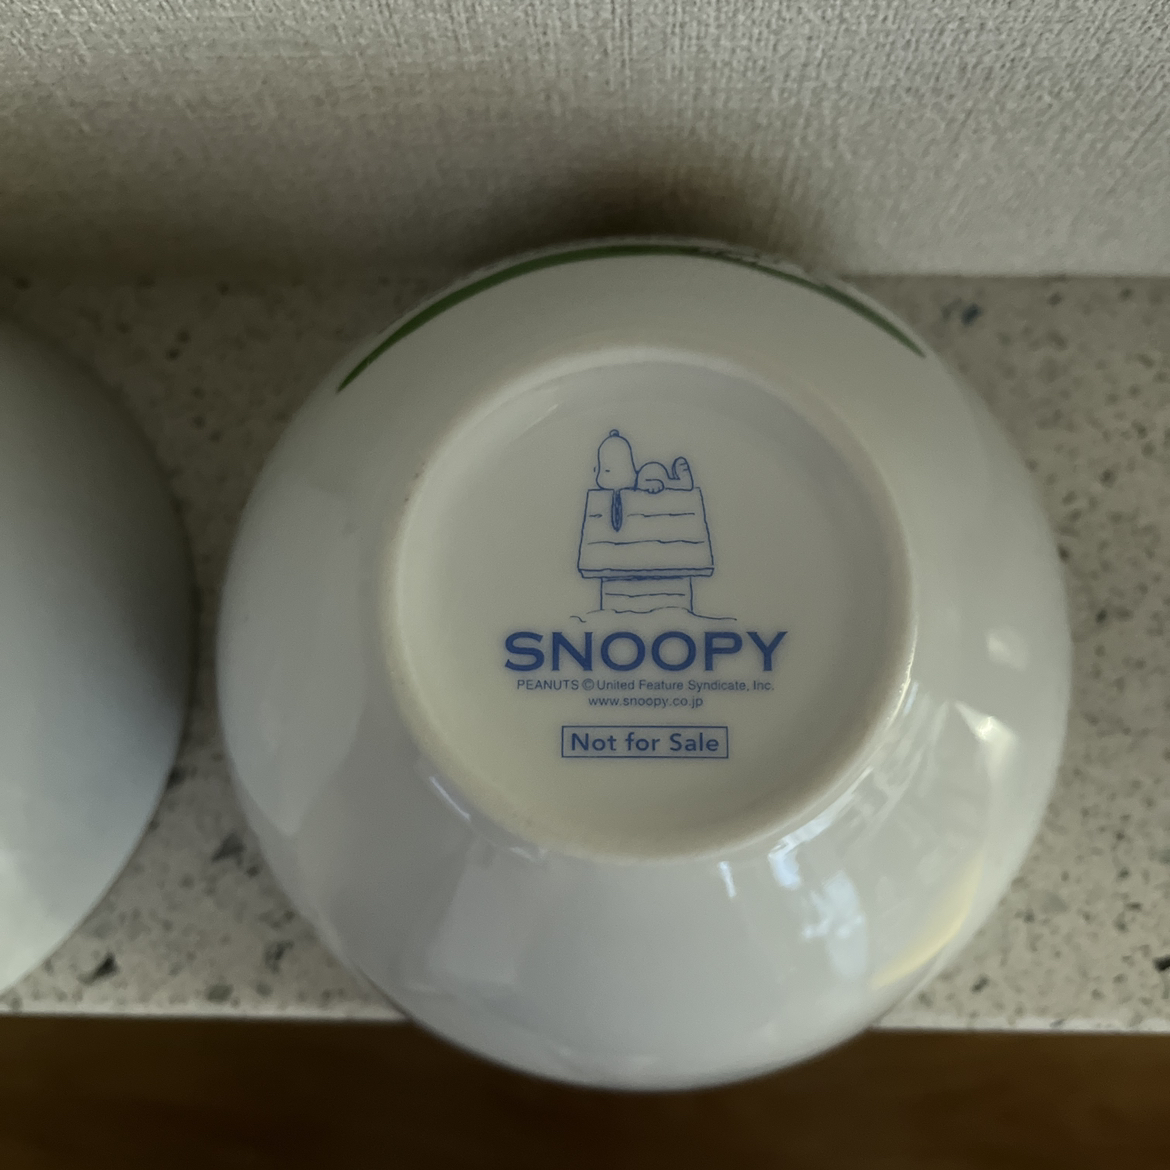 SNOOPY
PEANUTS © United Feature Syndicate, Inc.
www.snoopy.co.jp
Not for Sale